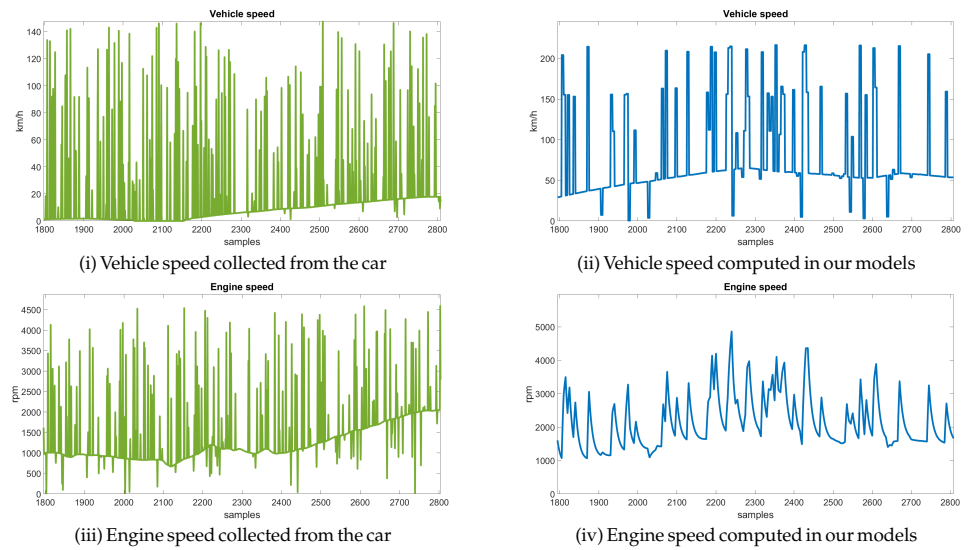 Vehicle speed
140
120
100
80
60
40
20
0
km/h
1800 1900 2000 2100 2200 2300 2400 2500 2600 2700 2800
samples
(i) Vehicle speed collected from the car
Vehicle speed
200
150
100
50
0
km/h
1800 1900 2000 2100 2200 2300 2400 2500 2600 2700 2800
samples
(ii) Vehicle speed computed in our models
Engine speed
4500
4000
3500
3000
2500
2000
1500
1000
500
0
rpm
1800 1900 2000 2100 2200 2300 2400 2500 2600 2700 2800
samples
(iii) Engine speed collected from the car
Engine speed
5000
4000
3000
2000
1000
0
rpm
1800 1900 2000 2100 2200 2300 2400 2500 2600 2700 2800
samples
(iv) Engine speed computed in our models